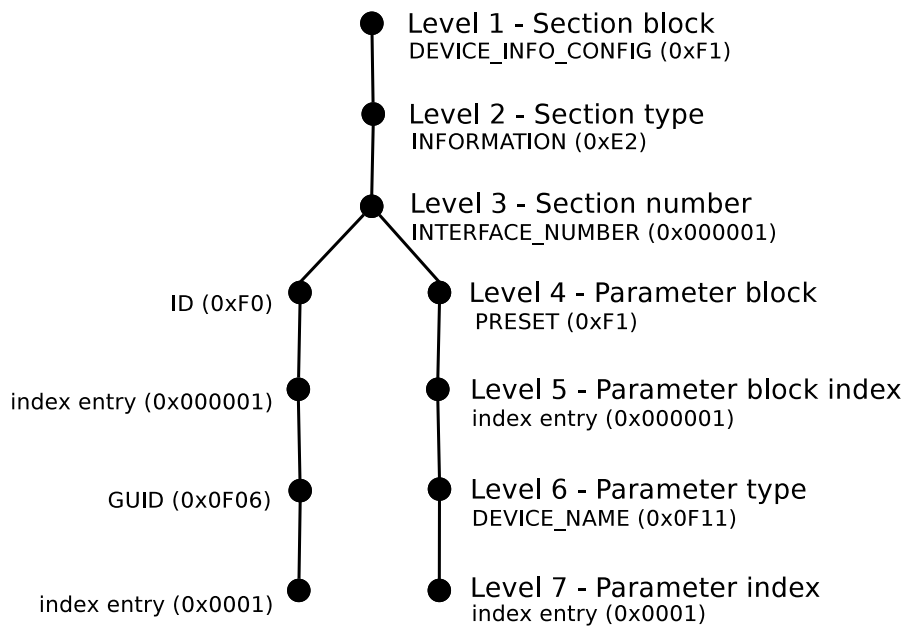 Level 1 - Section block
DEVICE_INFO_CONFIG (0xF1)
Level 2 - Section type
INFORMATION (0xE2)
Level 3 - Section number
INTERFACE_NUMBER (0x000001)
ID (0xF0)
Level 4 - Parameter block
PRESET (0xF1)
index entry (0x000001)
Level 5 - Parameter block index
index entry (0x000001)
GUID (0x0F06)
Level 6 - Parameter type
DEVICE_NAME (0x0F11)
index entry (0x0001)
Level 7 - Parameter index
index entry (0x0001)